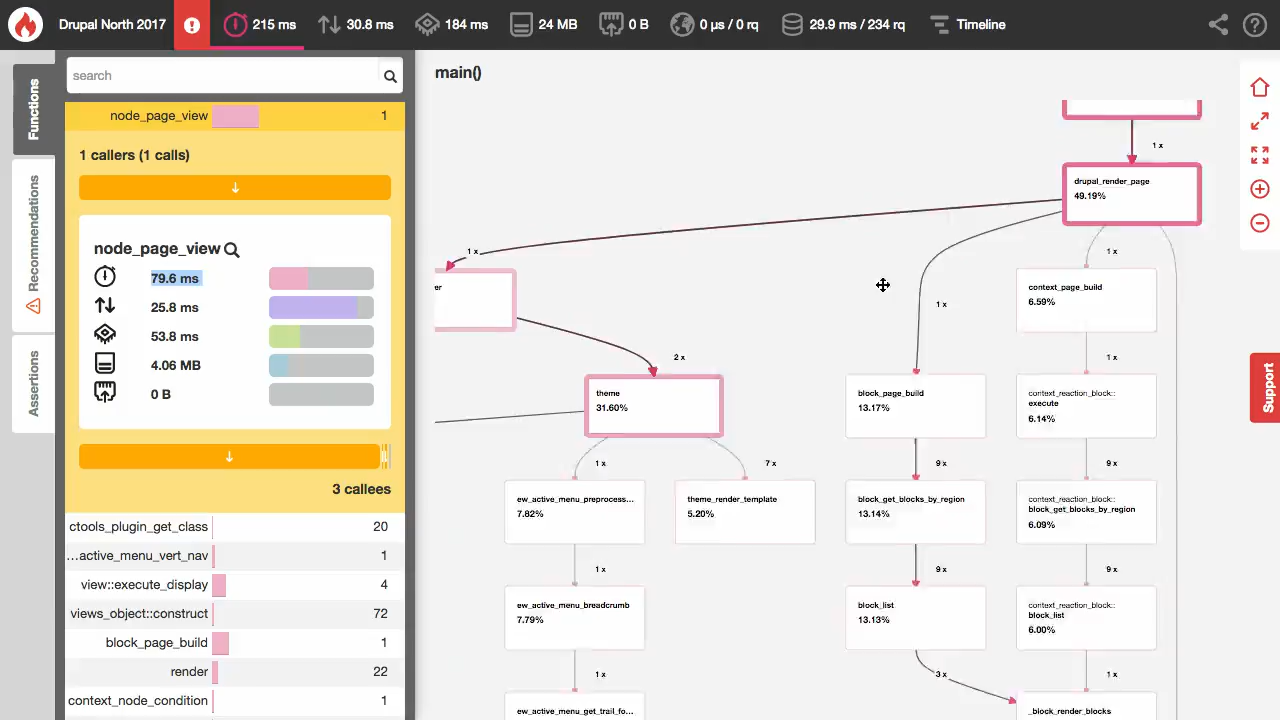 Drupal North 2017
215 ms
30.8 ms
184 ms
24 MB
0 B
0 µs / 0 rq
29.9 ms / 234 rq
Timeline
Functions
Recommendations
Assertions
search
node_page_view
1
1 callers (1 calls)
node_page_view
79.6 ms
25.8 ms
53.8 ms
4.06 MB
0 B
3 callees
ctools_plugin_get_class
20
…active_menu_vert_nav
1
view::execute_display
4
views_object::construct
72
block_page_build
1
render
22
context_node_condition
1
main()
1 x
drupal_render_page
49.19%
1 x
1 x
1 x
er
context_page_build
6.59%
2 x
1 x
theme
31.60%
block_page_build
13.17%
context_reaction_block::
execute
6.14%
1 x
7 x
9 x
9 x
ew_active_menu_preprocess…
7.82%
theme_render_template
5.20%
block_get_blocks_by_region
13.14%
context_reaction_block::
block_get_blocks_by_region
6.09%
1 x
9 x
9 x
ew_active_menu_breadcrumb
7.79%
block_list
13.13%
context_reaction_block::
block_list
6.00%
1 x
3 x
1 x
ew_active_menu_get_trail_fo…
_block_render_blocks
Support